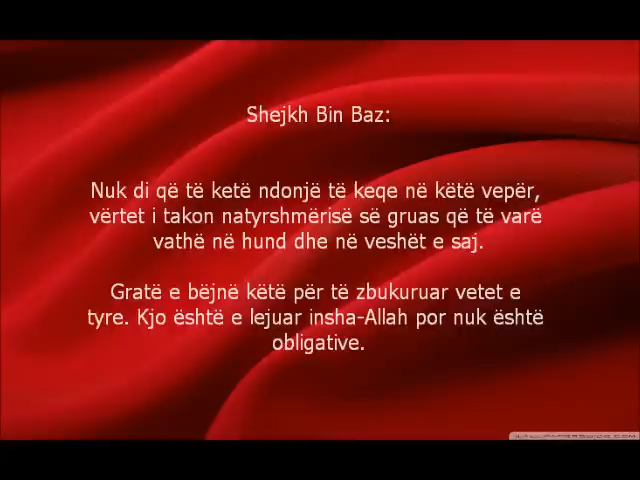 Shejkh Bin Baz:
Nuk di që të ketë ndonjë të keqe në këtë vepër,
vërtet i takon natyrshmërisë së gruas që të varë
vathë në hund dhe në veshët e saj.
Gratë e bëjnë këtë për të zbukuruar vetet e
tyre. Kjo është e lejuar insha-Allah por nuk është
obligative.